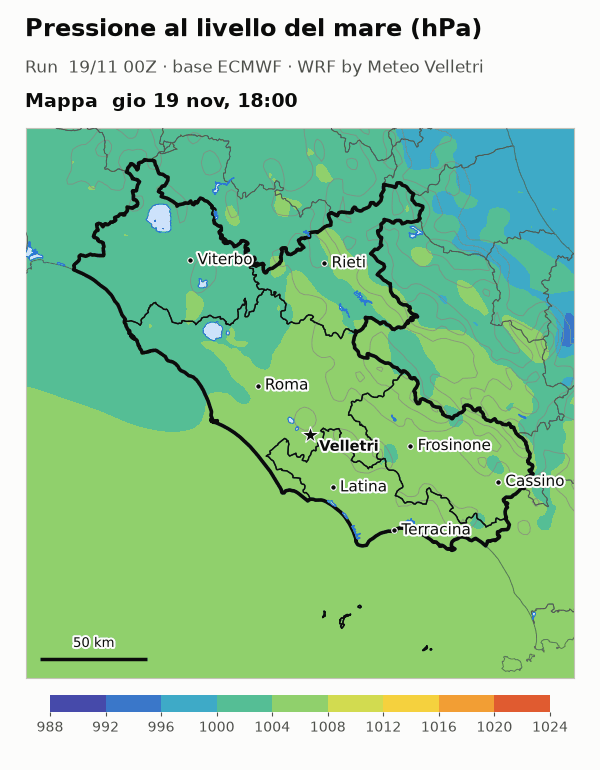 Pressione al livello del mare (hPa)
Run  19/11 00Z · base ECMWF · WRF by Meteo Velletri
Mappa  gio 19 nov, 18:00
Viterbo
Rieti
Roma
Velletri
Frosinone
Cassino
Latina
Terracina
50 km
988 992 996 1000 1004 1008 1012 1016 1020 1024